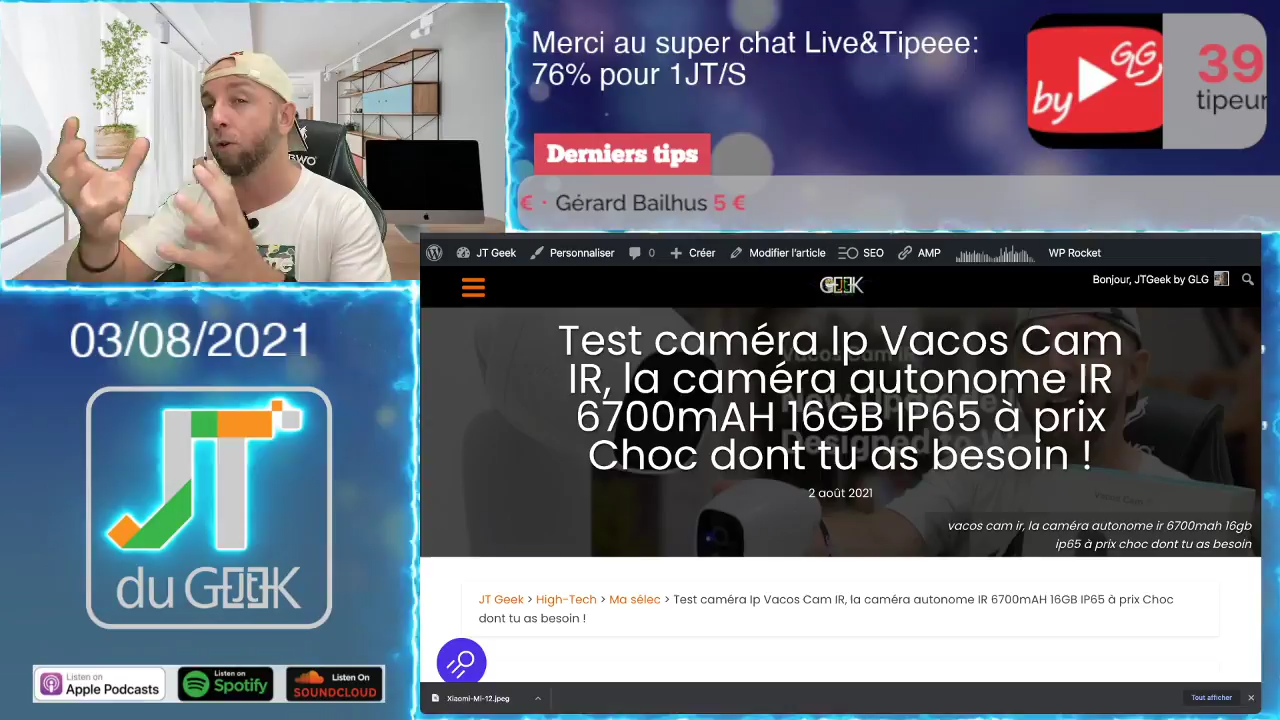 Merci au super chat Live&Tipeee:
76% pour 1JT/S
by GLG
39
tipeur
Derniers tips
€ · Gérard Bailhus 5 €
JT Geek Personnaliser 0 Créer Modifier l'article SEO AMP WP Rocket
GEEK
Bonjour, JTGeek by GLG
Test caméra Ip Vacos Cam
IR, la caméra autonome IR
6700mAH 16GB IP65 à prix
Choc dont tu as besoin !
2 août 2021
vacos cam ir, la caméra autonome ir 6700mah 16gb
ip65 à prix choc dont tu as besoin
JT Geek > High-Tech > Ma sélec > Test caméra Ip Vacos Cam IR, la caméra autonome IR 6700mAH 16GB IP65 à prix Choc
dont tu as besoin !
Xiaomi-Mi-12.jpeg
Tout afficher
03/08/2021
JT
du GEEK
Listen on
Apple Podcasts
Listen on
Spotify
Listen On
SOUNDCLOUD